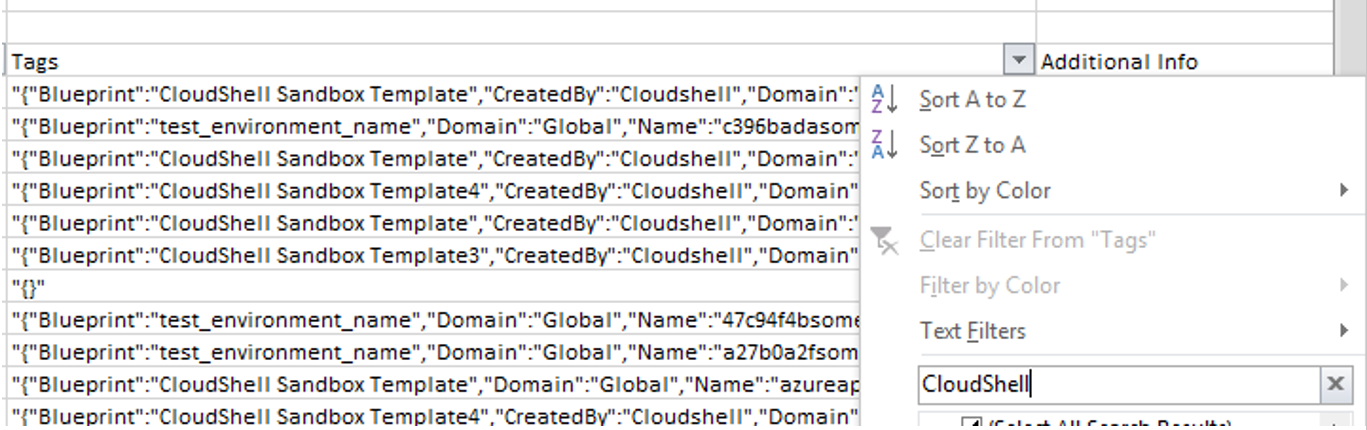 Tags
Additional Info
"{"Blueprint":"CloudShell Sandbox Template","CreatedBy":"Cloudshell","Domain":"
"{"Blueprint":"test_environment_name","Domain":"Global","Name":"c396badasom
"{"Blueprint":"CloudShell Sandbox Template","CreatedBy":"Cloudshell","Domain":"
"{"Blueprint":"CloudShell Sandbox Template4","CreatedBy":"Cloudshell","Domain"
"{"Blueprint":"CloudShell Sandbox Template","CreatedBy":"Cloudshell","Domain":"
"{"Blueprint":"CloudShell Sandbox Template3","CreatedBy":"Cloudshell","Domain"
"{}"
"{"Blueprint":"test_environment_name","Domain":"Global","Name":"47c94f4bsome
"{"Blueprint":"test_environment_name","Domain":"Global","Name":"a27b0a2fsom
"{"Blueprint":"CloudShell Sandbox Template","Domain":"Global","Name":"azureap
"{"Blueprint":"CloudShell Sandbox Template4","CreatedBy":"Cloudshell","Domain"
Sort A to Z
Sort Z to A
Sort by Color
Clear Filter From "Tags"
Filter by Color
Text Filters
CloudShell
(Select All Search Results)